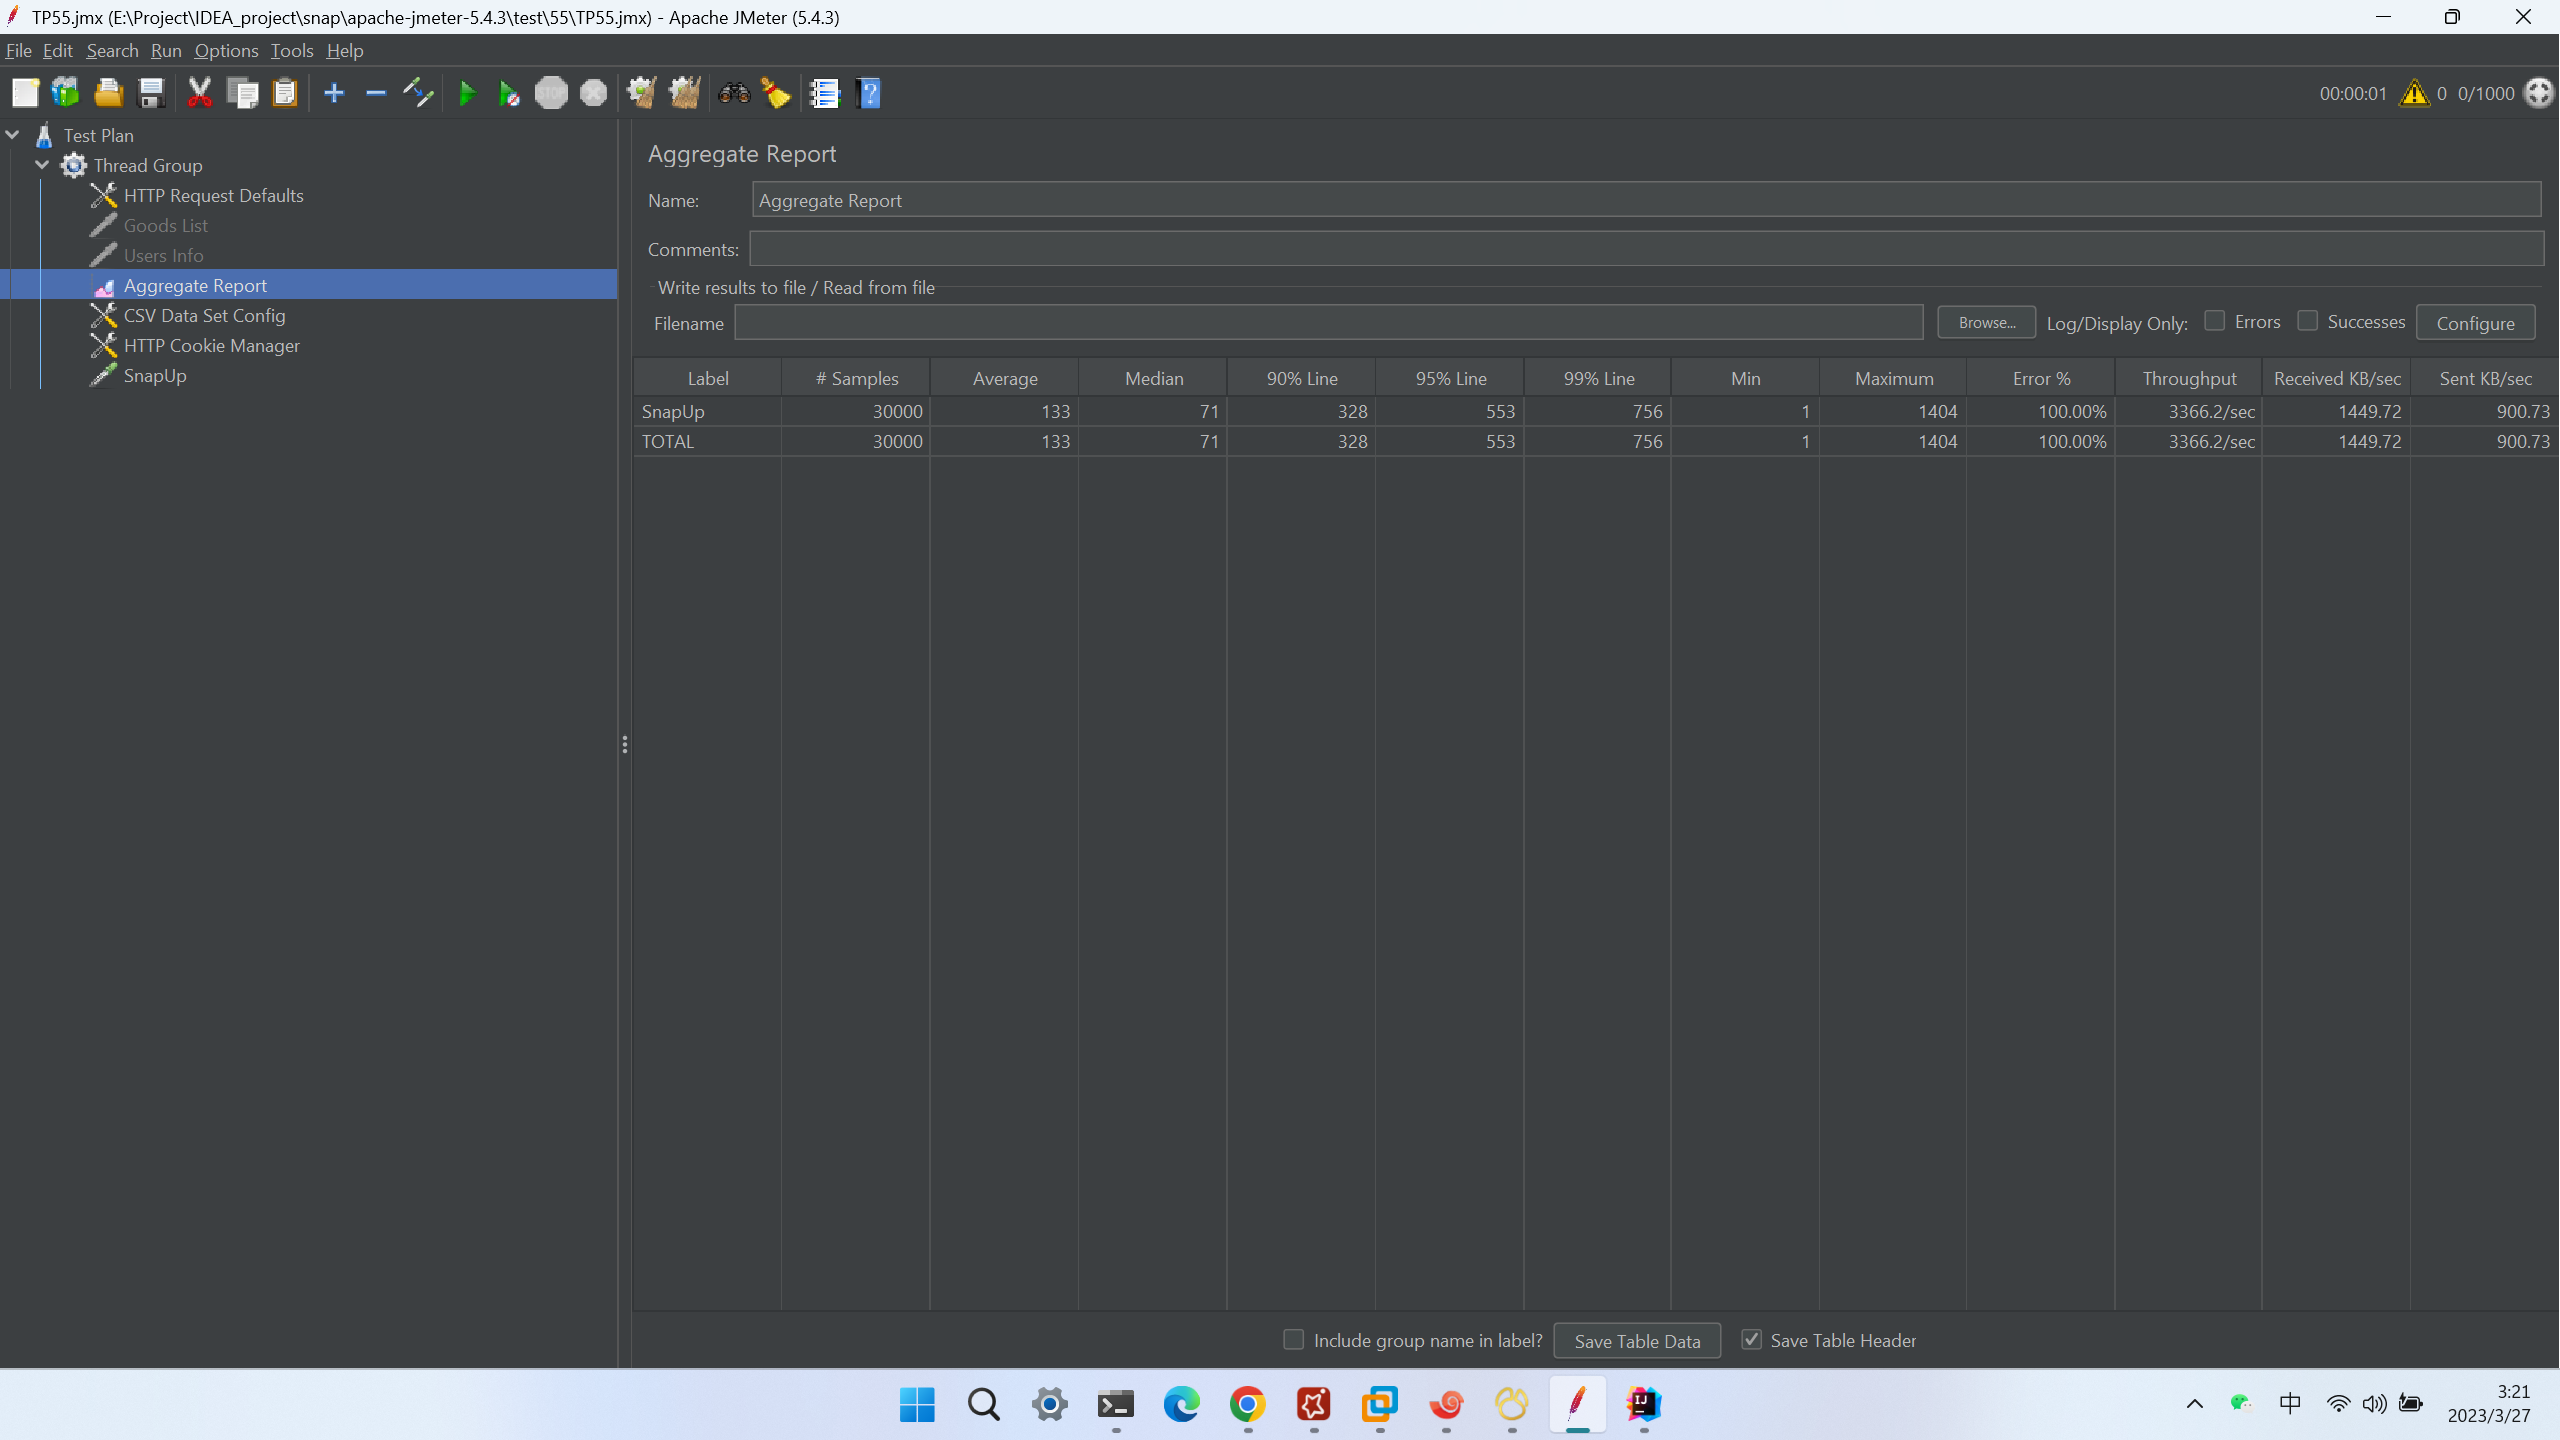 TP55.jmx (E:\Project\IDEA_project\snap\apache-jmeter-5.4.3\test\55\TP55.jmx) - Apache JMeter (5.4.3)
File Edit Search Run Options Tools Help
STOP
?
00:00:01 0 0/1000
Test Plan
Thread Group
HTTP Request Defaults
Goods List
Users Info
Aggregate Report
CSV Data Set Config
HTTP Cookie Manager
SnapUp
Aggregate Report
Name: Aggregate Report
Comments:
Write results to file / Read from file
Filename Browse... Log/Display Only: Errors Successes Configure
Label # Samples Average Median 90% Line 95% Line 99% Line Min Maximum Error % Throughput Received KB/sec Sent KB/sec
SnapUp 30000 133 71 328 553 756 1 1404 100.00% 3366.2/sec 1449.72 900.73
TOTAL 30000 133 71 328 553 756 1 1404 100.00% 3366.2/sec 1449.72 900.73
Include group name in label? Save Table Data Save Table Header
IJ
中
3:21
2023/3/27